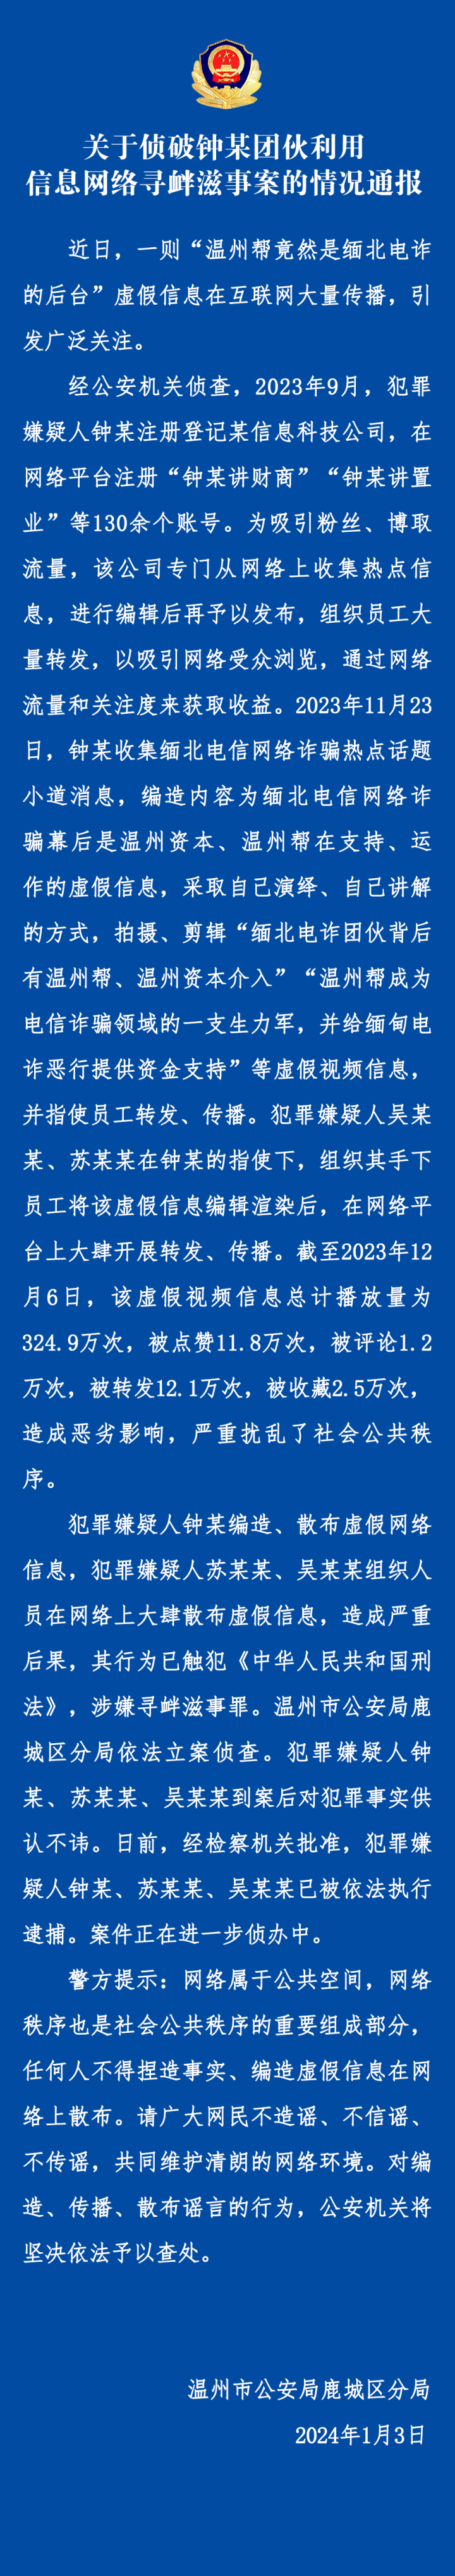 关于侦破钟某团伙利用
信息网络寻衅滋事案的情况通报
近日，一则“温州帮竟然是缅北电诈
的后台”虚假信息在互联网大量传播，引
发广泛关注。
经公安机关侦查，2023年9月，犯罪
嫌疑人钟某注册登记某信息科技公司，在
网络平台注册“钟某讲财商”“钟某讲置
业”等130余个账号。为吸引粉丝、博取
流量，该公司专门从网络上收集热点信
息，进行编辑后再予以发布，组织员工大
量转发，以吸引网络受众浏览，通过网络
流量和关注度来获取收益。2023年11月23
日，钟某收集缅北电信网络诈骗热点话题
小道消息，编造内容为缅北电信网络诈
骗幕后是温州资本、温州帮在支持、运
作的虚假信息，采取自己演绎、自己讲解
的方式，拍摄、剪辑“缅北电诈团伙背后
有温州帮、温州资本介入”“温州帮成为
电信诈骗领域的一支生力军，并给缅甸电
诈恶行提供资金支持”等虚假视频信息，
并指使员工转发、传播。犯罪嫌疑人吴某
某、苏某某在钟某的指使下，组织其手下
员工将该虚假信息编辑渲染后，在网络平
台上大肆开展转发、传播。截至2023年12
月6日，该虚假视频信息总计播放量为
324.9万次，被点赞11.8万次，被评论1.2
万次，被转发12.1万次，被收藏2.5万次，
造成恶劣影响，严重扰乱了社会公共秩
序。
犯罪嫌疑人钟某编造、散布虚假网络
信息，犯罪嫌疑人苏某某、吴某某组织人
员在网络上大肆散布虚假信息，造成严重
后果，其行为已触犯《中华人民共和国刑
法》，涉嫌寻衅滋事罪。温州市公安局鹿
城区分局依法立案侦查。犯罪嫌疑人钟
某、苏某某、吴某某到案后对犯罪事实供
认不讳。日前，经检察机关批准，犯罪嫌
疑人钟某、苏某某、吴某某已被依法执行
逮捕。案件正在进一步侦办中。
警方提示：网络属于公共空间，网络
秩序也是社会公共秩序的重要组成部分，
任何人不得捏造事实、编造虚假信息在网
络上散布。请广大网民不造谣、不信谣、
不传谣，共同维护清朗的网络环境。对编
造、传播、散布谣言的行为，公安机关将
坚决依法予以查处。
温州市公安局鹿城区分局
2024年1月3日